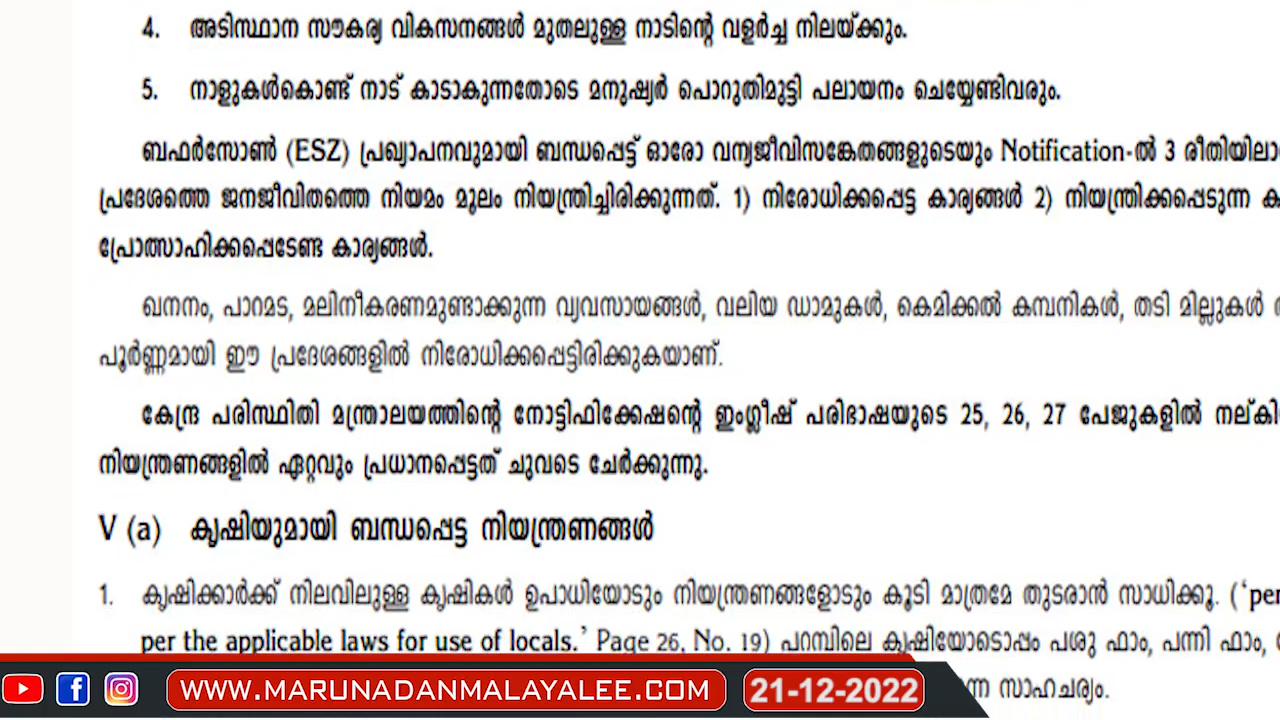 4. അടിസ്ഥാന സൗകര്യ വികസനങ്ങൾ മുതലുള്ള നാടിന്റെ വളർച്ച നിലയ്ക്കും.
5. നാളുകൾകൊണ്ട് നാട് കാടാകുന്നതോടെ മനുഷ്യർ പൊറുതിമുട്ടി പലായനം ചെയ്യേണ്ടിവരും.
ബഫർസോൺ (ESZ) പ്രഖ്യാപനവുമായി ബന്ധപ്പെട്ട് ഓരോ വന്യജീവിസങ്കേതങ്ങളുടെയും Notification-ൽ 3
പ്രദേശത്തെ ജനജീവിതത്തെ നിയമം മൂലം നിയന്ത്രിച്ചിരിക്കുന്നത്. 1) നിരോധിക്കപ്പെട്ട കാര്യങ്ങൾ 2) നിയന്ത്രിക്കപ്പെടുന്ന
പ്രോത്സാഹിക്കപ്പെടേണ്ട കാര്യങ്ങൾ.
ഖനനം, പാറമട, മലിനീകരണമുണ്ടാക്കുന്ന വ്യവസായങ്ങൾ, വലിയ ഡാമുകൾ, കെമിക്കൽ കമ്പനികൾ, തടി മില്ലുകൾ
പൂർണ്ണമായി ഈ പ്രദേശങ്ങളിൽ നിരോധിക്കപ്പെട്ടിരിക്കുകയാണ്.
കേന്ദ്ര പരിസ്ഥിതി മന്ത്രാലയത്തിന്റെ നോട്ടിഫിക്കേഷന്റെ ഇംഗ്ലീഷ് പരിഭാഷയുടെ 25, 26, 27 പേജുകളിൽ
നിയന്ത്രണങ്ങളിൽ ഏറ്റവും പ്രധാനപ്പെട്ടത് ചുവടെ ചേർക്കുന്നു.
V (a) കൃഷിയുമായി ബന്ധപ്പെട്ട നിയന്ത്രണങ്ങൾ
1. കൃഷിക്കാർക്ക് നിലവിലുള്ള കൃഷികൾ ഉപാധിയോടും നിയന്ത്രണങ്ങളോടും കൂടി മാത്രമേ തുടരാൻ സാധിക്കൂ.
per the applicable laws for use of locals.' Page 26, No. 19) പറമ്പിലെ കൃഷിയോടൊപ്പം പശു ഫാം, പന്നി ഫാം,
സാഹചര്യം.
WWW.MARUNADANMALAYALEE.COM
21-12-2022